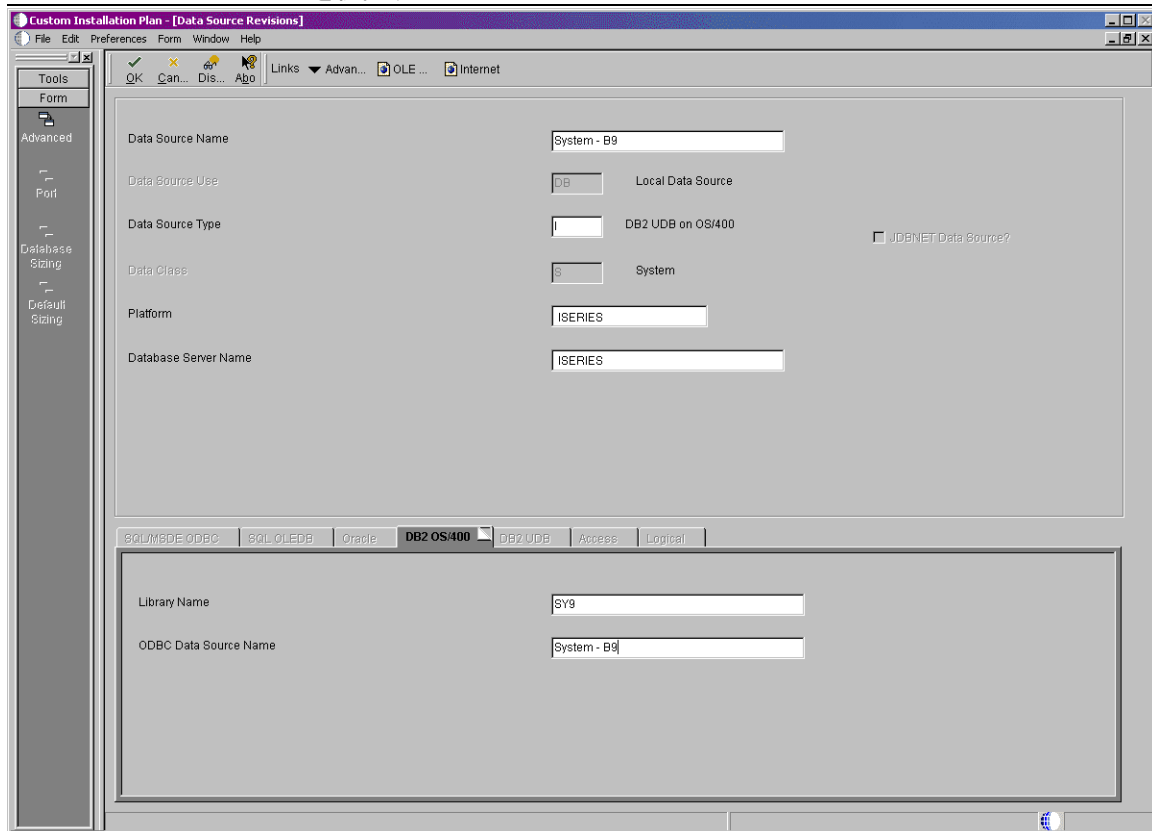 Custom Installation Plan - [Data Source Revisions]
File Edit Preferences Form Window Help
OK Can... Dis... Abo Links Advan... OLE ... Internet
Tools
Form
Advanced
Port
Database Sizing
Default Sizing
Data Source Name System - B9
Data Source Use DB Local Data Source
Data Source Type I DB2 UDB on OS/400
JDBNET Data Source?
Data Class S System
Platform ISERIES
Database Server Name ISERIES
SQL/MSDE ODBC SQL OLEDB Oracle DB2 OS/400 DB2 UDB Access Logical
Library Name SY9
ODBC Data Source Name System - B9